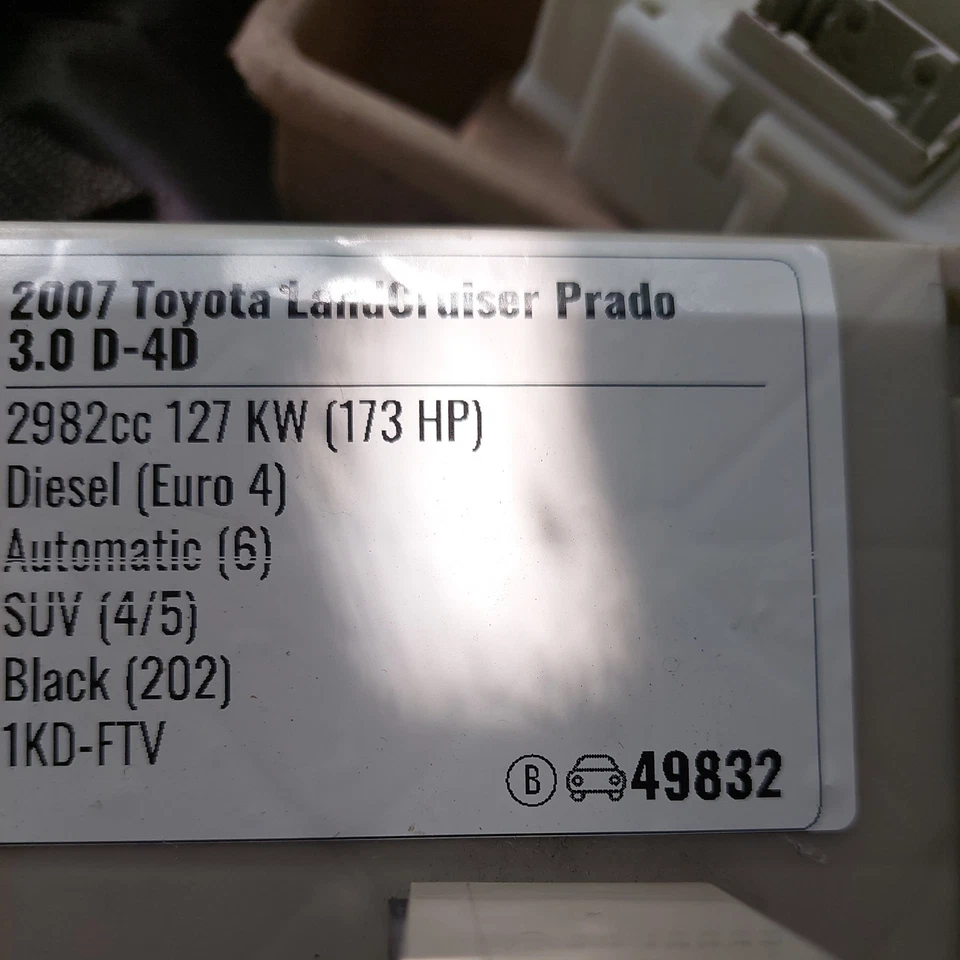 2007 Toyota LandCruiser Prado
3.0 D-4D
2982cc 127 KW (173 HP)
Diesel (Euro 4)
Automatic (6)
SUV (4/5)
Black (202)
1KD-FTV
B 49832